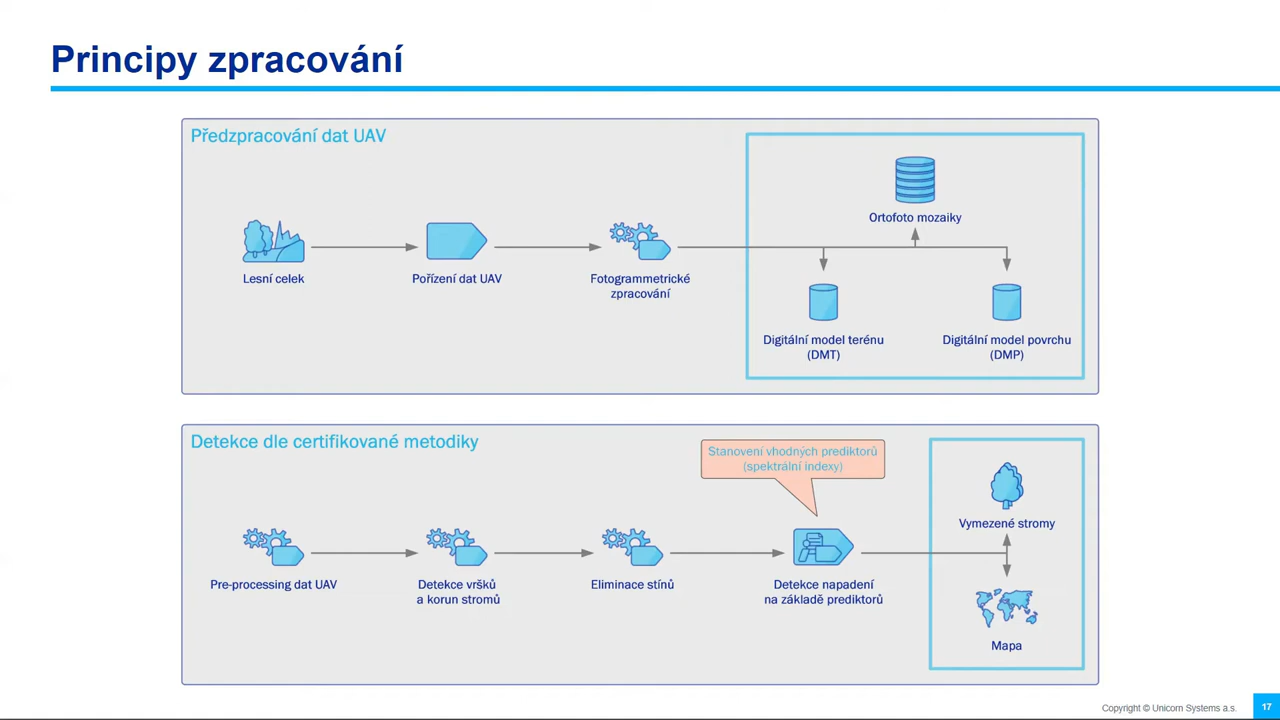 Principy zpracování
Předzpracování dat UAV
Ortofoto mozaiky
Lesní celek
Pořízení dat UAV
Fotogrammetrické
zpracování
Digitální model terénu
(DMT)
Digitální model povrchu
(DMP)
Detekce dle certifikované metodiky
Stanovení vhodných prediktorů
(spektrální indexy)
Vymezené stromy
Pre-processing dat UAV
Detekce vršků
a korun stromů
Eliminace stínů
Detekce napadení
na základě prediktorů
Mapa
Copyright © Unicorn Systems a.s.
17